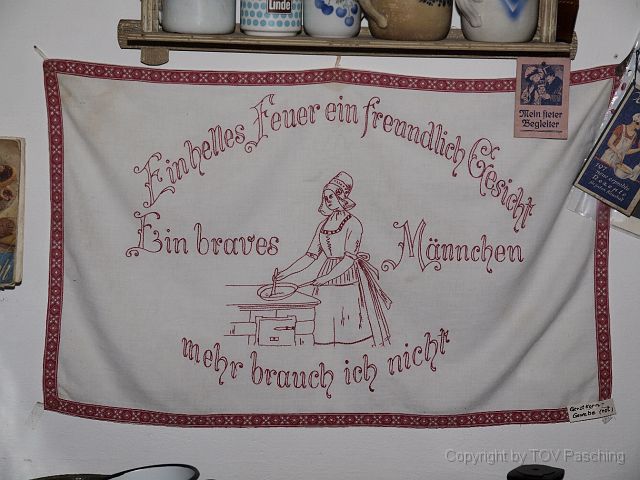 Linde
Ein helles Feuer ein freundlich Gesicht
Ein braves Männchen
mehr brauch ich nicht
Mein steter
Begleiter
Copyright by TOV Pasching